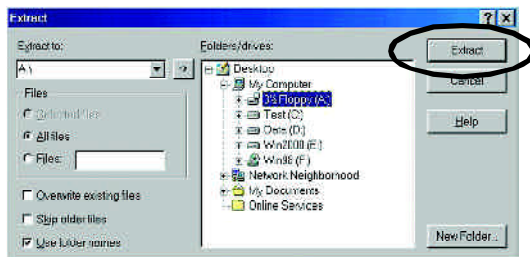 Extract
Extract to:
A:\
Files
Selected files
All files
Files:
Overwrite existing files
Skip older files
Use folder names
Folders/drives:
Desktop
My Computer
3½ Floppy (A:)
Test (C:)
Data (D:)
Win2000 (E:)
Win98 (F:)
Network Neighborhood
My Documents
Online Services
Extract
Cancel
Help
New Folder...